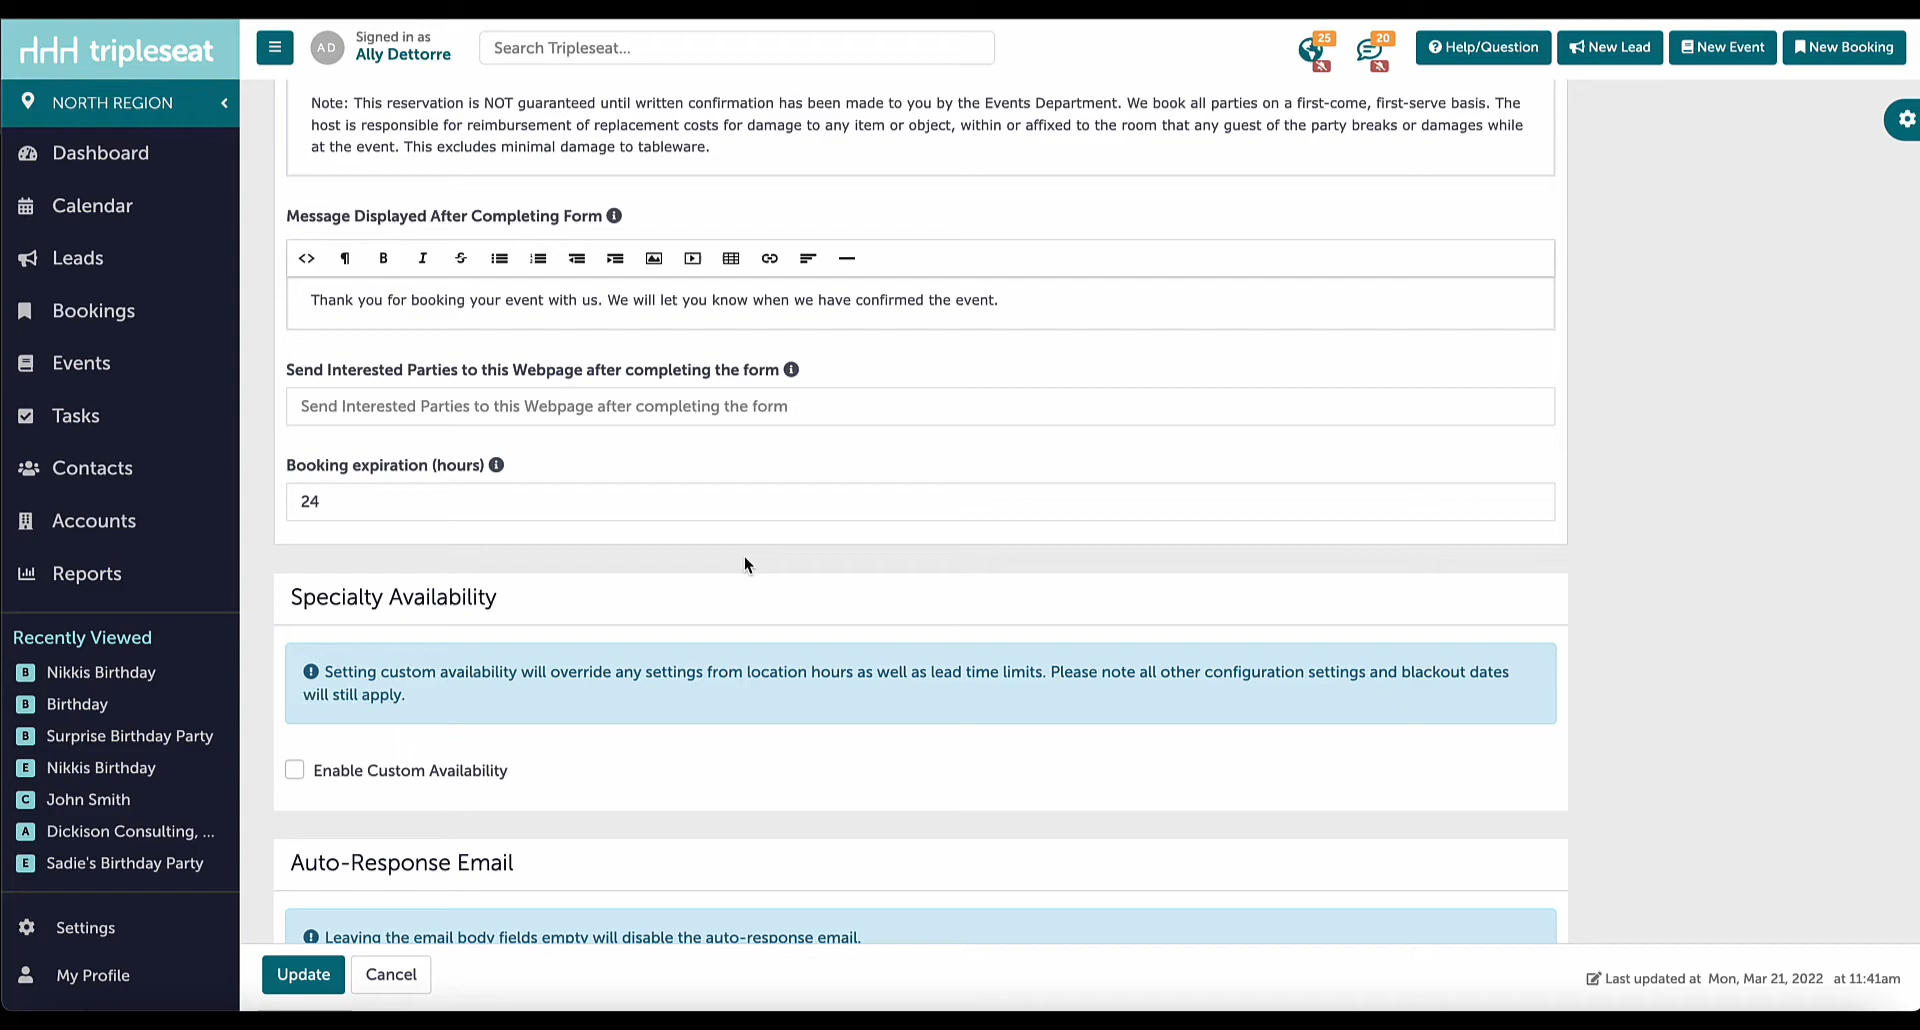 tripleseat
Signed in as
AD
Ally Dettorre
Search Tripleseat...
25
20
Help/Question
New Lead
New Event
New Booking
NORTH REGION
Dashboard
Calendar
Leads
Bookings
Events
Tasks
Contacts
Accounts
Reports
Recently Viewed
B Nikkis Birthday
B Birthday
B Surprise Birthday Party
E Nikkis Birthday
C John Smith
A Dickison Consulting, ...
E Sadie's Birthday Party
Settings
My Profile
Note: This reservation is NOT guaranteed until written confirmation has been made to you by the Events Department. We book all parties on a first-come, first-serve basis. The
host is responsible for reimbursement of replacement costs for damage to any item or object, within or affixed to the room that any guest of the party breaks or damages while
at the event. This excludes minimal damage to tableware.
Message Displayed After Completing Form
<> ¶ B I S
Thank you for booking your event with us. We will let you know when we have confirmed the event.
Send Interested Parties to this Webpage after completing the form
Send Interested Parties to this Webpage after completing the form
Booking expiration (hours)
24
Specialty Availability
Setting custom availability will override any settings from location hours as well as lead time limits. Please note all other configuration settings and blackout dates
will still apply.
Enable Custom Availability
Auto-Response Email
Leaving the email body fields empty will disable the auto-response email.
Update
Cancel
Last updated at Mon, Mar 21, 2022 at 11:41am